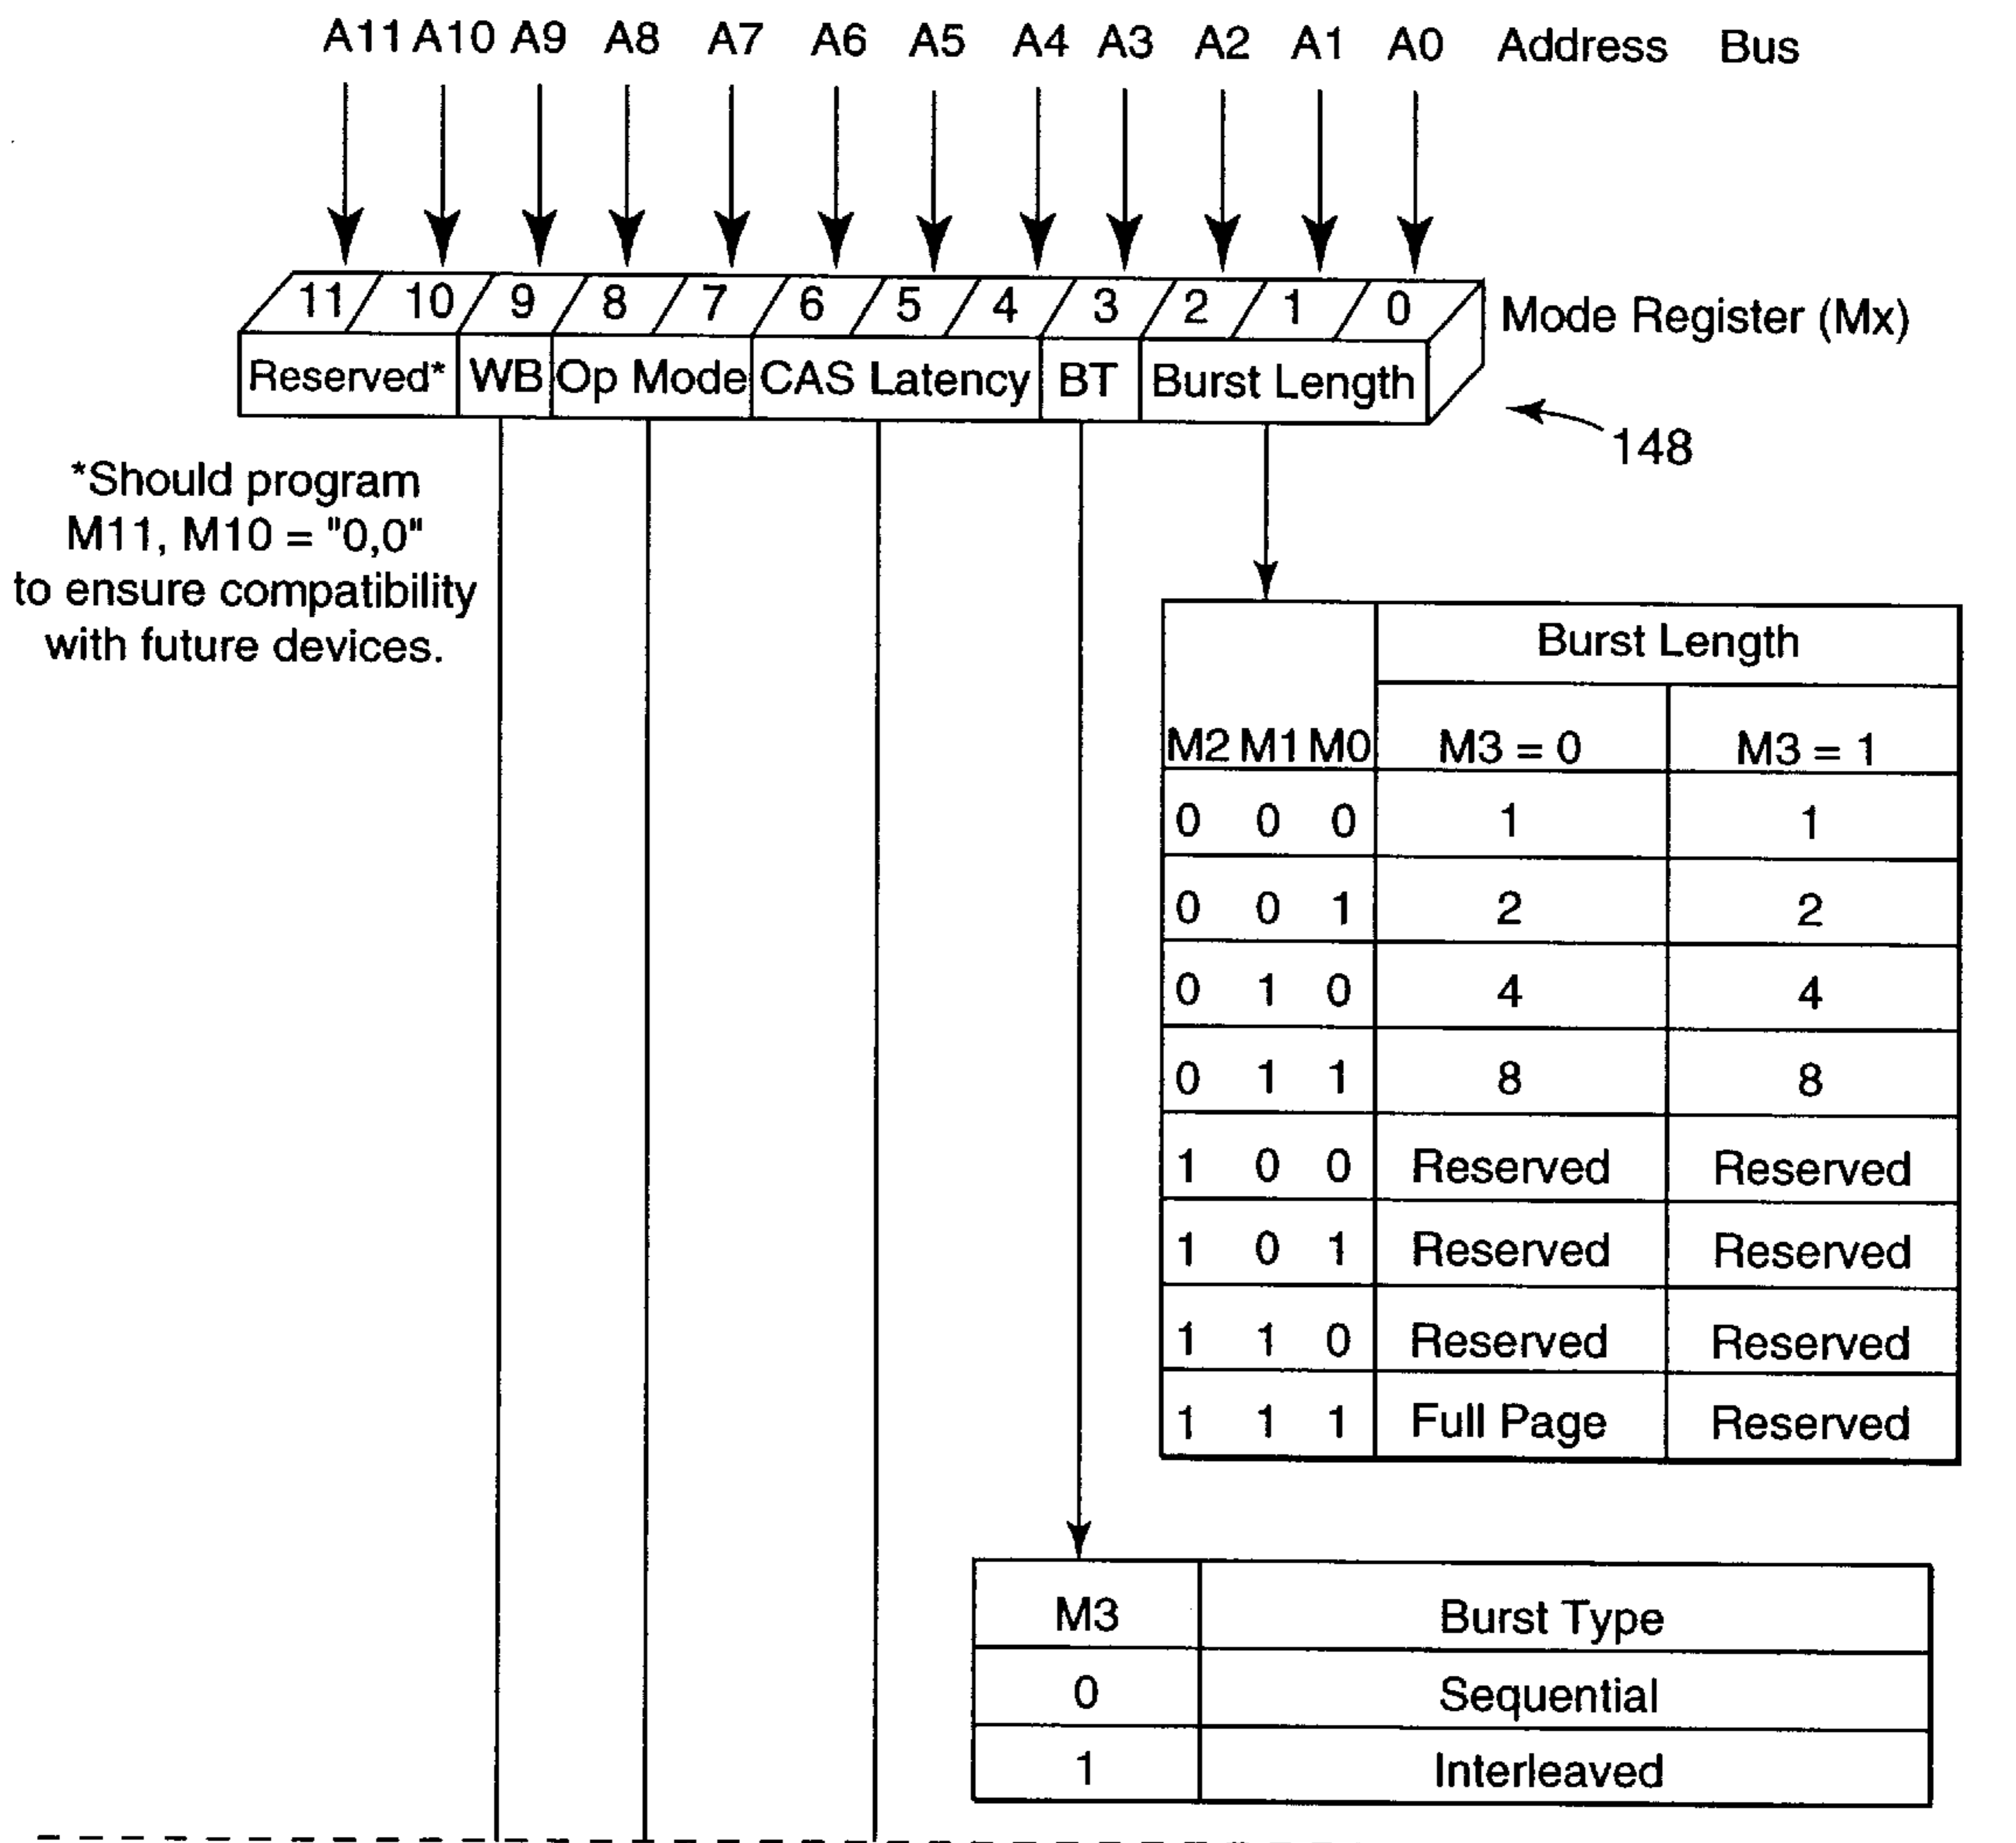 A11 A10 A9 A8 A7 A6 A5 A4 A3 A2 A1 A0 Address Bus
11 10 9 8 7 6 5 4 3 2 1 0 Mode Register (Mx)
Reserved* WB Op Mode CAS Latency BT Burst Length
148
*Should program
M11, M10 = "0,0"
to ensure compatibility
with future devices.
Burst Length
M2 M1 M0 M3 = 0 M3 = 1
0 0 0 1 1
0 0 1 2 2
0 1 0 4 4
0 1 1 8 8
1 0 0 Reserved Reserved
1 0 1 Reserved Reserved
1 1 0 Reserved Reserved
1 1 1 Full Page Reserved
M3 Burst Type
0 Sequential
1 Interleaved